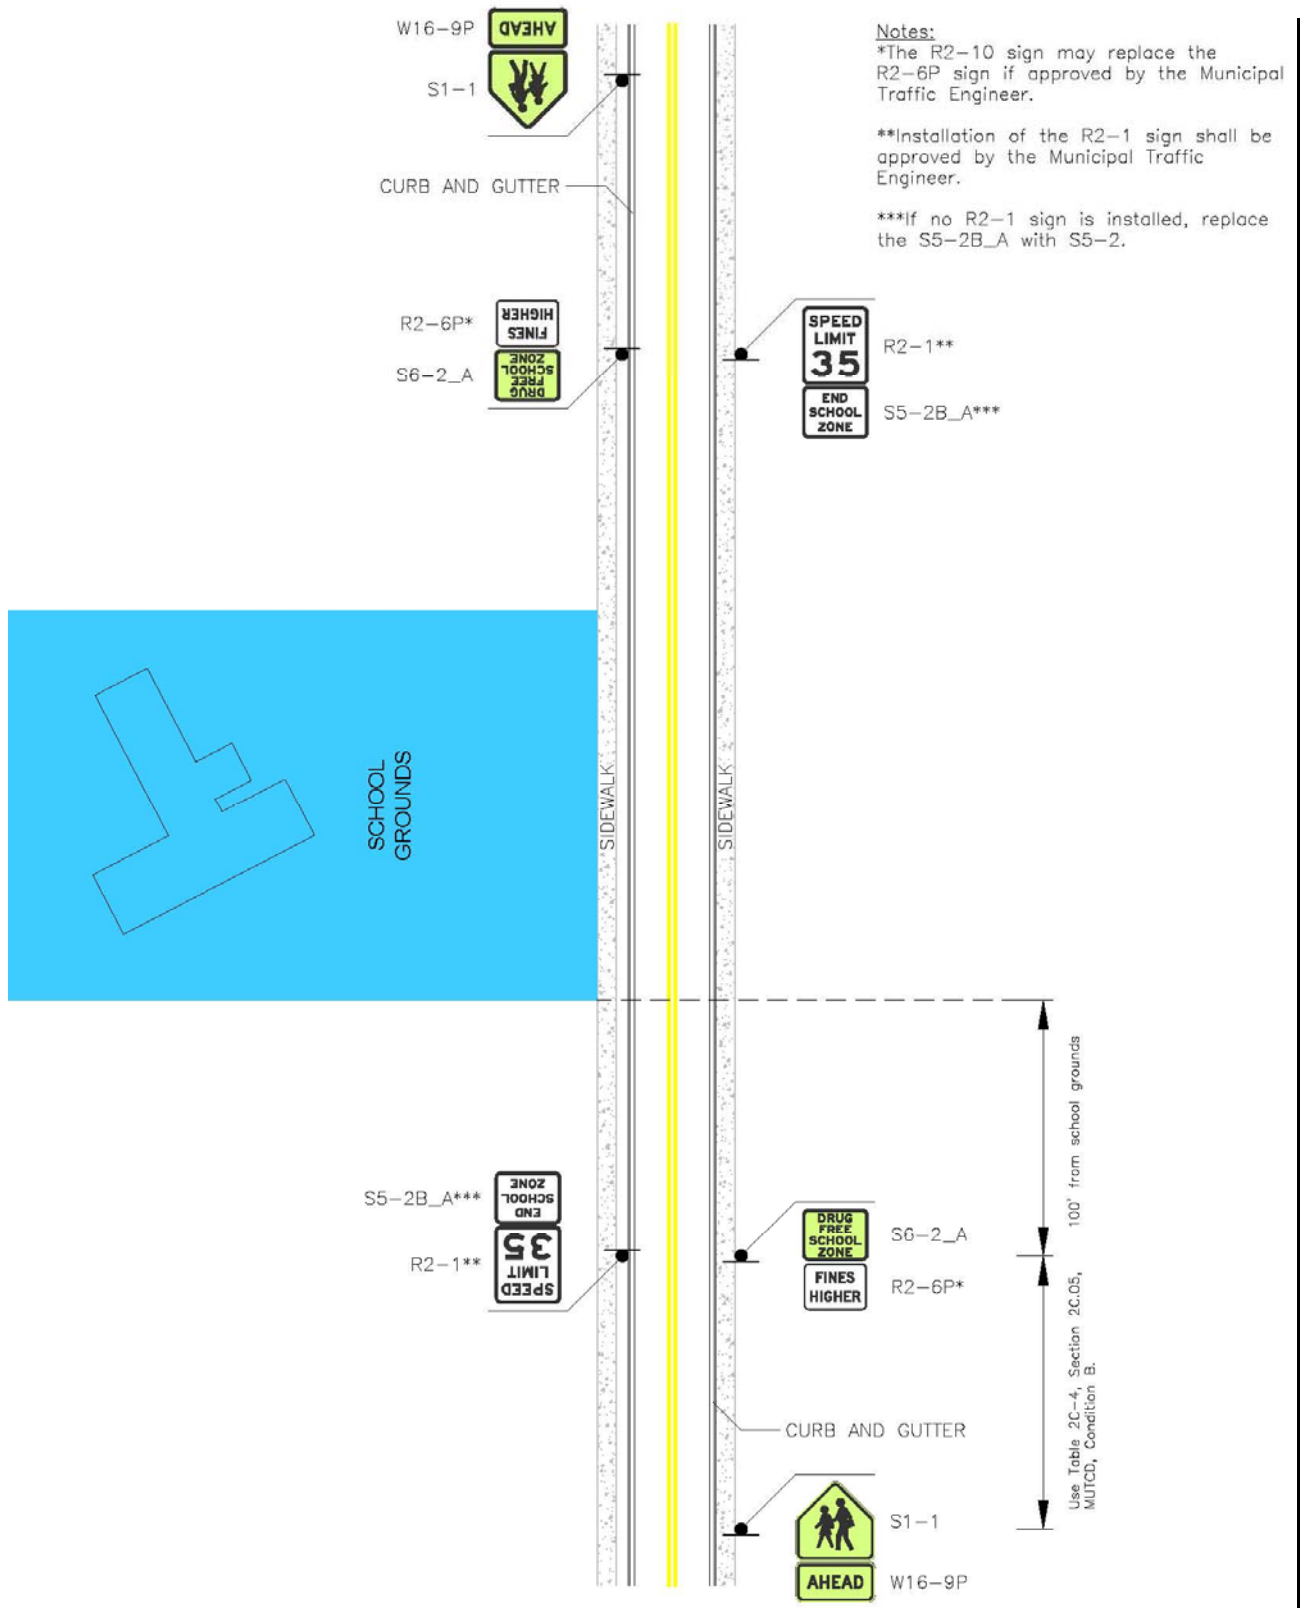 W16-9P
AHEAD
S1-1
Notes:
*The R2-10 sign may replace the
R2-6P sign if approved by the Municipal
Traffic Engineer.
**Installation of the R2-1 sign shall be
approved by the Municipal Traffic
Engineer.
***If no R2-1 sign is installed, replace
the S5-2B_A with S5-2.
CURB AND GUTTER
R2-6P*
FINES
HIGHER
S6-2_A
DRUG
FREE
SCHOOL
ZONE
SPEED
LIMIT
35
R2-1**
END
SCHOOL
ZONE
S5-2B_A***
SCHOOL
GROUNDS
SIDEWALK
SIDEWALK
100' from school grounds
S5-2B_A***
END
SCHOOL
ZONE
R2-1**
SPEED
LIMIT
35
DRUG
FREE
SCHOOL
ZONE
S6-2_A
FINES
HIGHER
R2-6P*
Use Table 2C-4, Section 2C.05,
MUTCD, Condition B.
CURB AND GUTTER
S1-1
AHEAD
W16-9P